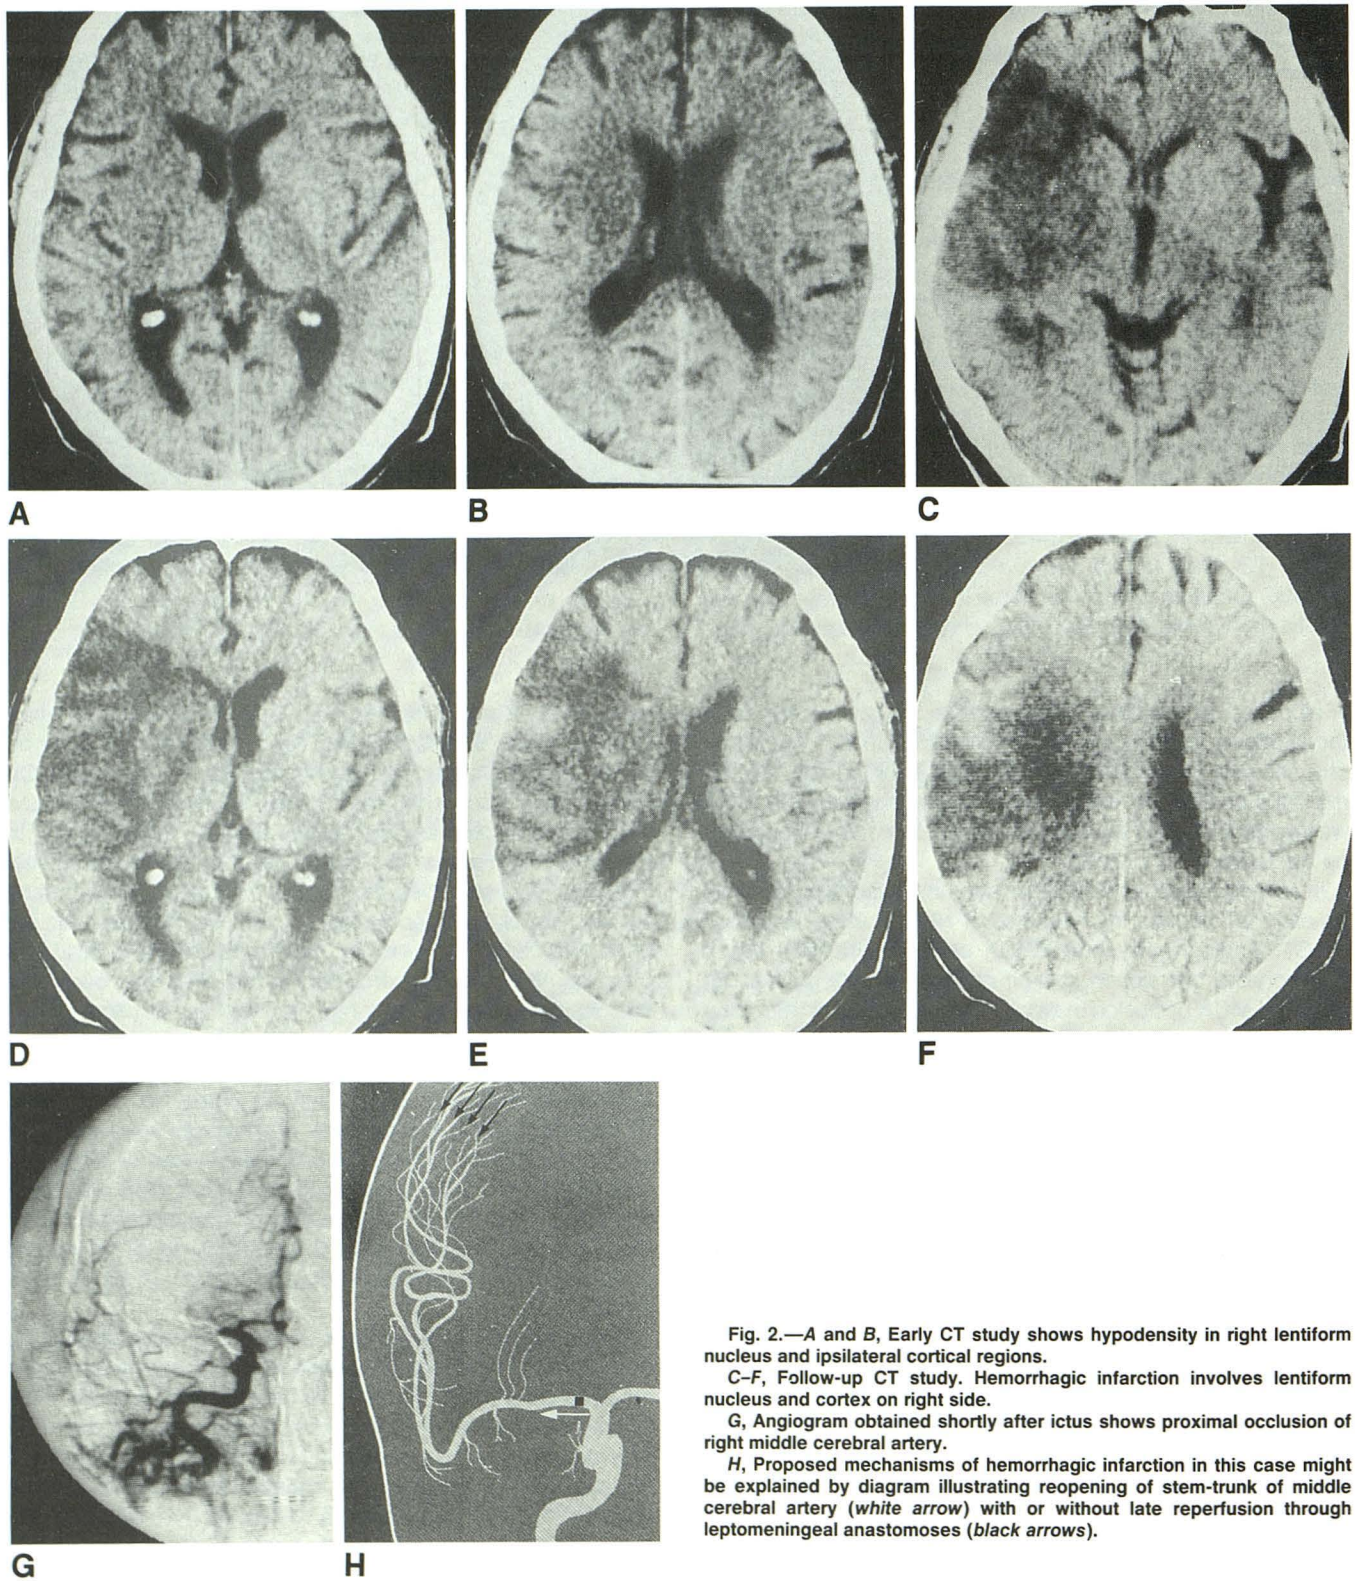 A
B
C
D
E
F
G
H
Fig. 2.—A and B, Early CT study shows hypodensity in right lentiform
nucleus and ipsilateral cortical regions.
C–F, Follow-up CT study. Hemorrhagic infarction involves lentiform
nucleus and cortex on right side.
G, Angiogram obtained shortly after ictus shows proximal occlusion of
right middle cerebral artery.
H, Proposed mechanisms of hemorrhagic infarction in this case might
be explained by diagram illustrating reopening of stem-trunk of middle
cerebral artery (white arrow) with or without late reperfusion through
leptomeningeal anastomoses (black arrows).